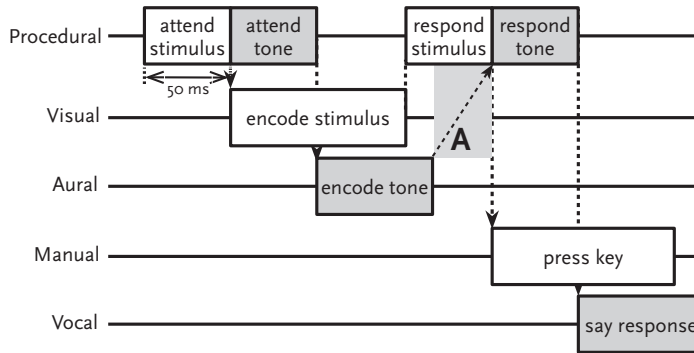 attend
stimulus
attend
tone
respond
stimulus
respond
tone
Procedural
50 ms
Visual
encode stimulus
A
Aural
encode tone
Manual
press key
Vocal
say response